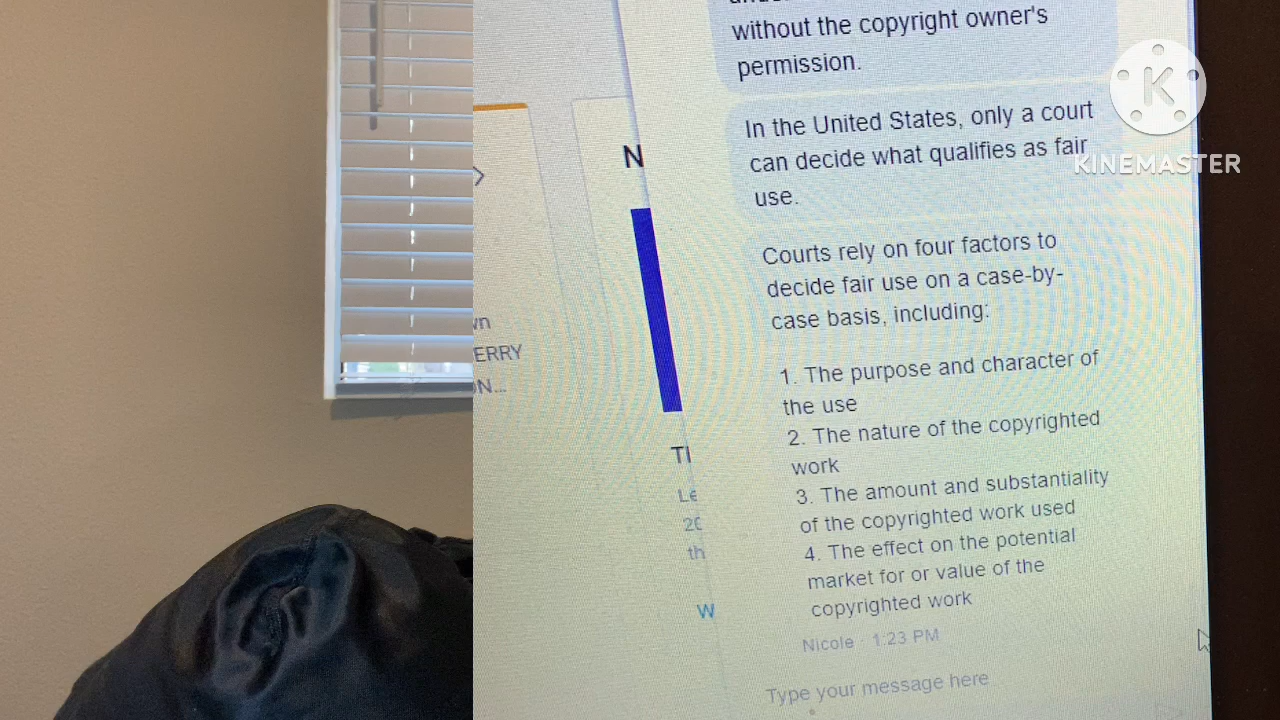 without the copyright owner's
permission.
In the United States, only a court
can decide what qualifies as fair
use.
Courts rely on four factors to
decide fair use on a case-by-
case basis, including:
1. The purpose and character of
the use
2. The nature of the copyrighted
work
3. The amount and substantiality
of the copyrighted work used
4. The effect on the potential
market for or value of the
copyrighted work
Nicole · 1:23 PM
Type your message here
N
ERRY
N...
Le
20
th
W
K
KINEMASTER